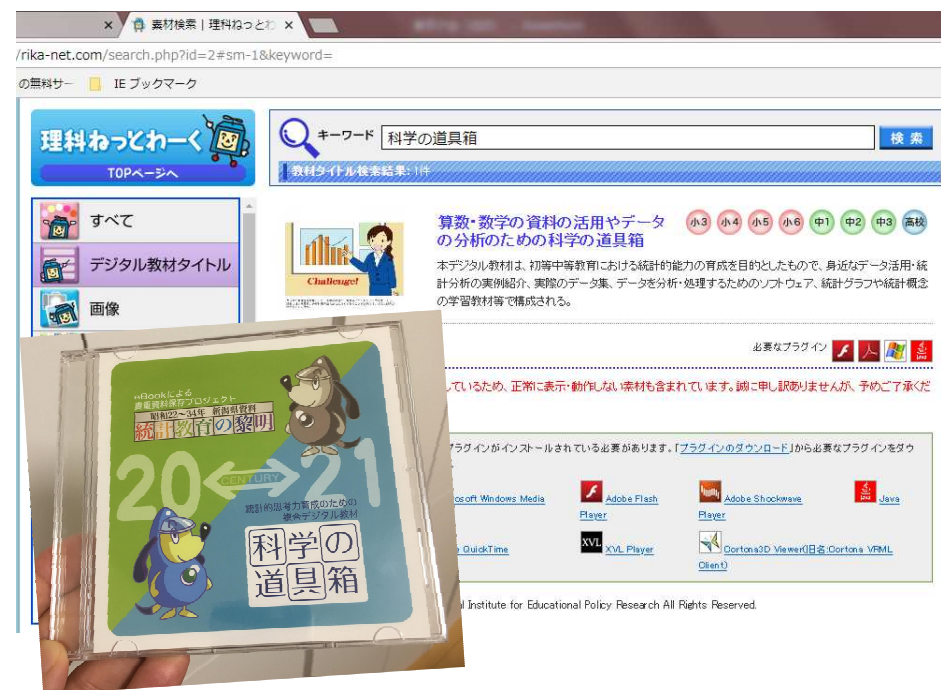 素材検索 | 理科ねっとわ
/rika-net.com/search.php?id=2#sm-1&keyword=
の無料サー
IE ブックマーク
理科ねっとわーく
TOPページへ
キーワード
科学の道具箱
検索
教材タイトル検索結果:1件
すべて
デジタル教材タイトル
画像
Challenge!
算数・数学の資料の活用やデータ
の分析のための科学の道具箱
小3 小4 小5 小6 中1 中2 中3 高校
本デジタル教材は、初等中等教育における統計的能力の育成を目的としたもので、身近なデータ活用・統
計分析の実例紹介、実際のデータ集、データを分析・処理するためのソフトウェア、統計グラフや統計概念
の学習教材等で構成される。
必要なプラグイン
しているため、正常に表示・動作しない素材も含まれています。誠に申し訳ありませんが、予めご了承くだ
プラグインがインストールされている必要があります。「プラグインのダウンロード」から必要なプラグインをダウ
osoft Windows Media
Adobe Flash
Player
Adobe Shockwave
Player
Java
QuickTime
XVL
XVL Player
Cortona3D Viewer(旧名:Cortona VRML
Client)
l Institute for Educational Policy Research All Rights Reserved.
eBookによる
昭和22~34年 新潟県資料
統計教育の黎明
20 CENTURY 21
統計的思考力育成のための
複合デジタル教材
科学の
道具箱